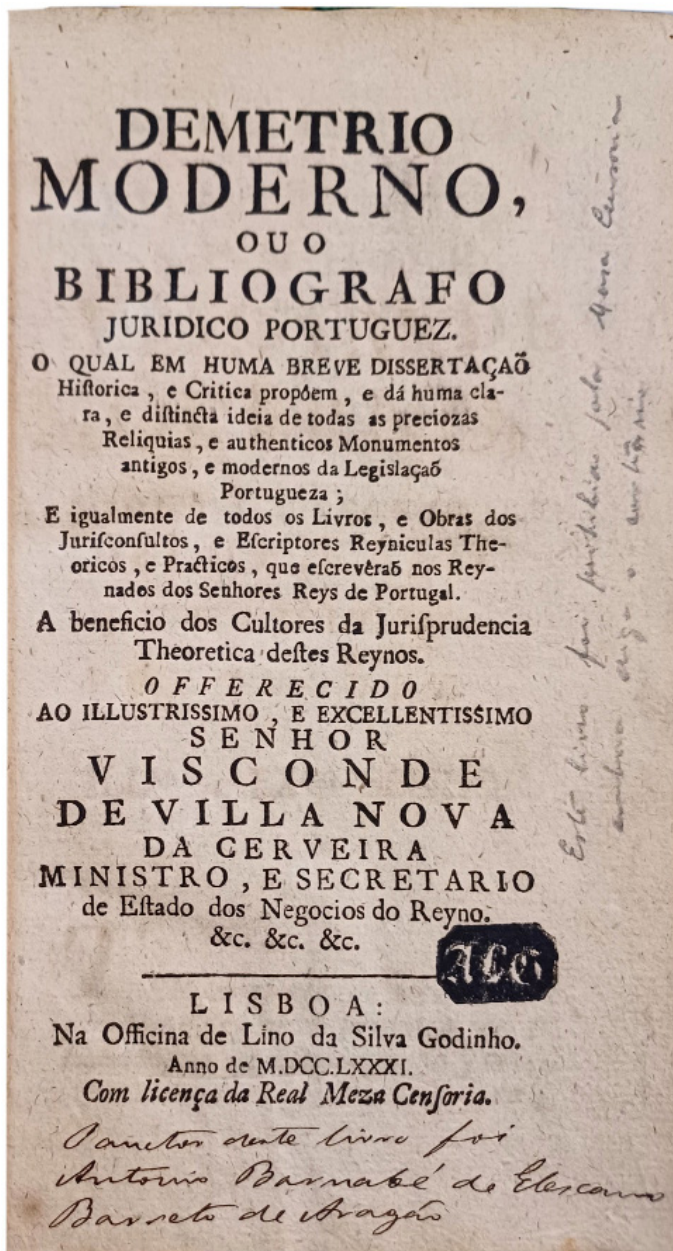 DEMETRIO
MODERNO,
OU O
BIBLIOGRAFO
JURIDICO PORTUGUEZ.
O QUAL EM HUMA BREVE DISSERTAÇAÕ
Hiſtorica, e Critica propõem, e dá huma cla-
ra, e diſtincta ideia de todas as preciozas
Reliquias, e authenticos Monumentos
antigos, e modernos da Legislaçaõ
Portugueza;
E igualmente de todos os Livros, e Obras dos
Juriſconſultos, e Eſcriptores Reyniculas The-
oricos, e Practicos, que eſcrevêraõ nos Rey-
nados dos Senhores Reys de Portugal.
A beneficio dos Cultores da Juriſprudencia
Theoretica deſtes Reynos.
OFFERECIDO
AO ILLUSTRISSIMO, E EXCELLENTISSIMO
SENHOR
VISCONDE
DE VILLA NOVA
DA CERVEIRA
MINISTRO, E SECRETARIO
de Eſtado dos Negocios do Reyno.
&c. &c. &c.
ALG
LISBOA:
Na Officina de Lino da Silva Godinho.
Anno de M.DCC.LXXXI.
Com licença da Real Meza Cenſoria.
O auctor deste livro foi
Antonio Barnabé de Elescano
Barreto de Aragão
Este livro foi prohibido pela Mesa Censoria
embora diga o contrario